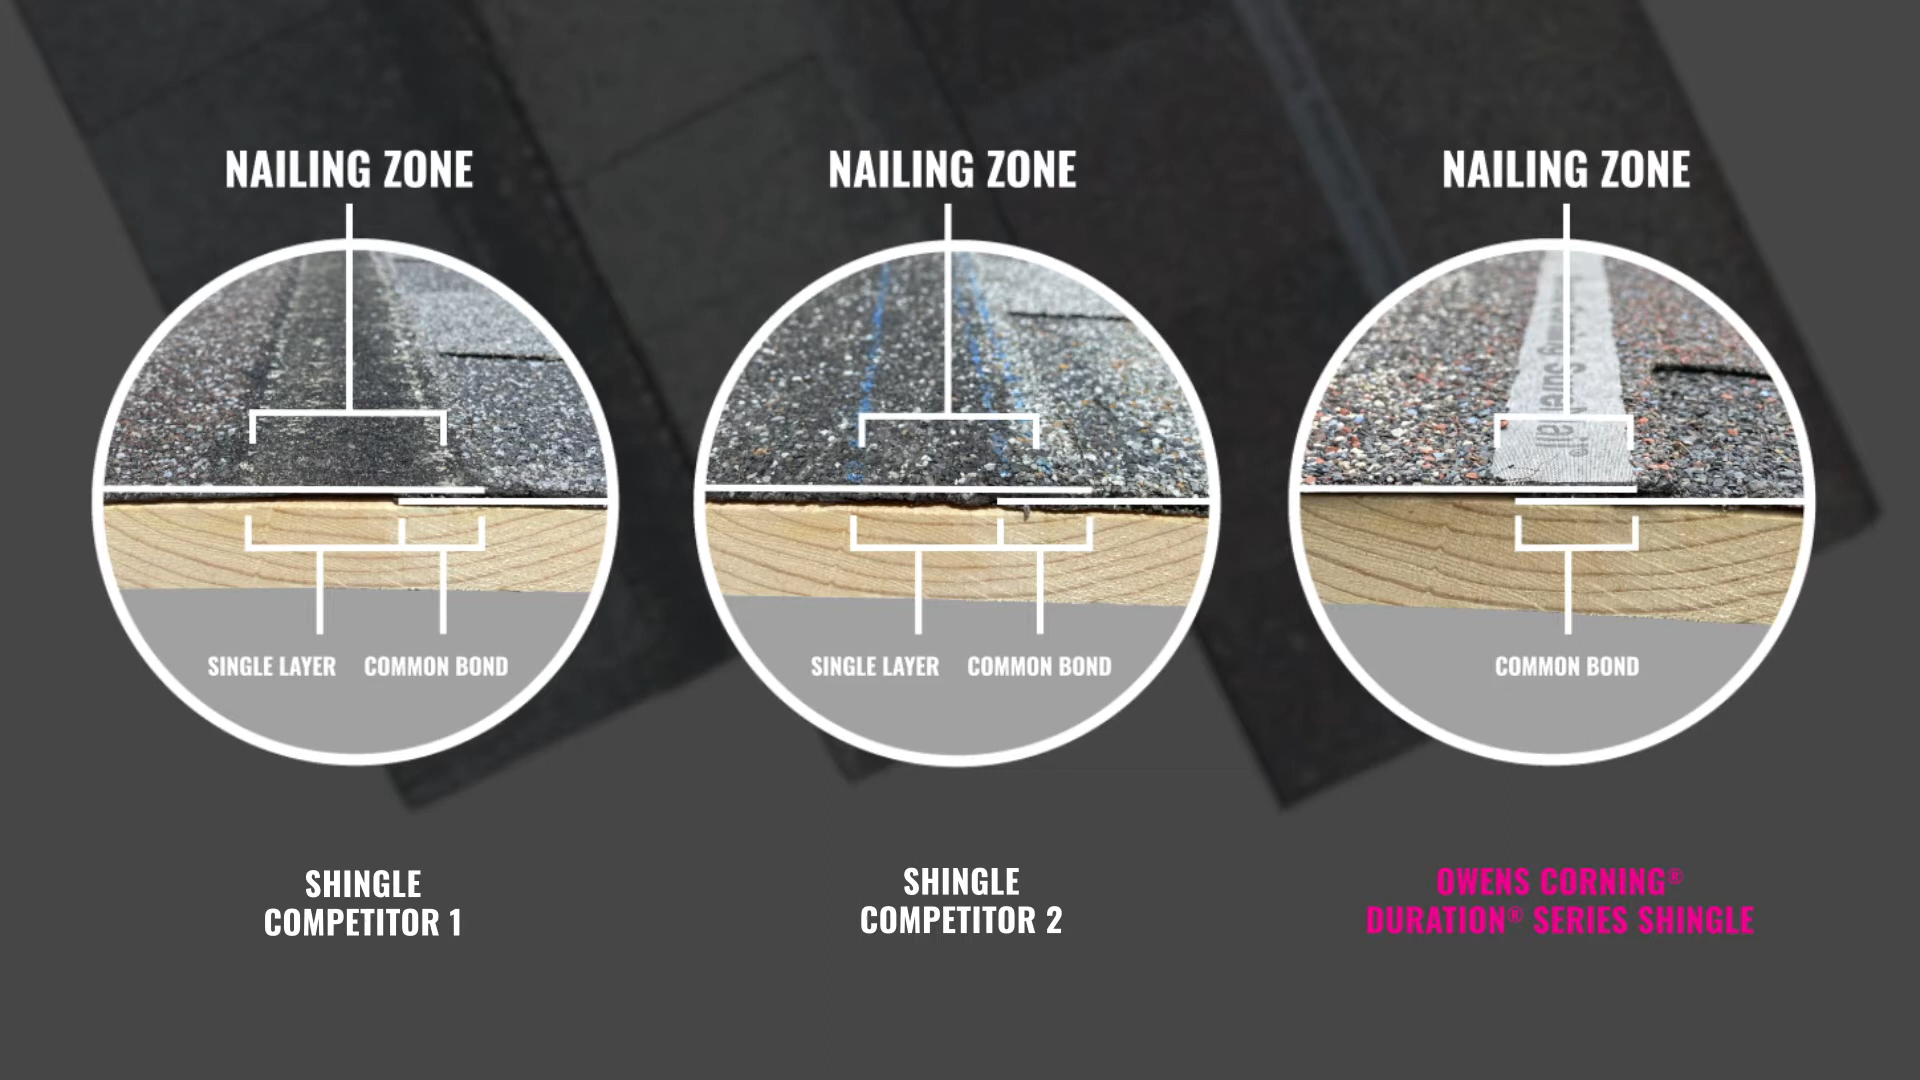 NAILING ZONE
NAILING ZONE
NAILING ZONE
SINGLE LAYER
COMMON BOND
SINGLE LAYER
COMMON BOND
COMMON BOND
SHINGLE
COMPETITOR 1
SHINGLE
COMPETITOR 2
OWENS CORNING®
DURATION® SERIES SHINGLE